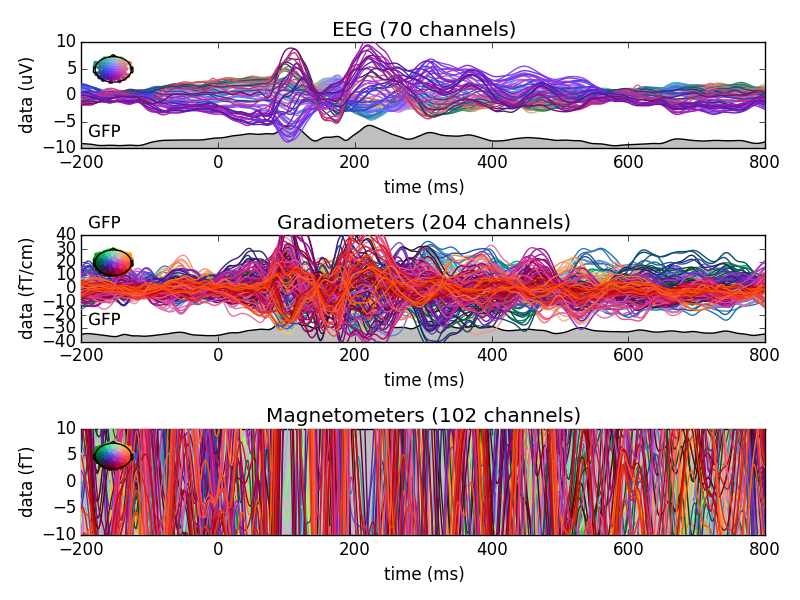 EEG (70 channels)
data (uV)
10
5
0
−5
−10
GFP
−200 0 200 400 600 800
time (ms)
GFP
Gradiometers (204 channels)
data (fT/cm)
40
30
20
10
0
−10
−20
−30
−40
GFP
−200 0 200 400 600 800
time (ms)
Magnetometers (102 channels)
data (fT)
10
5
0
−5
−10
−200 0 200 400 600 800
time (ms)